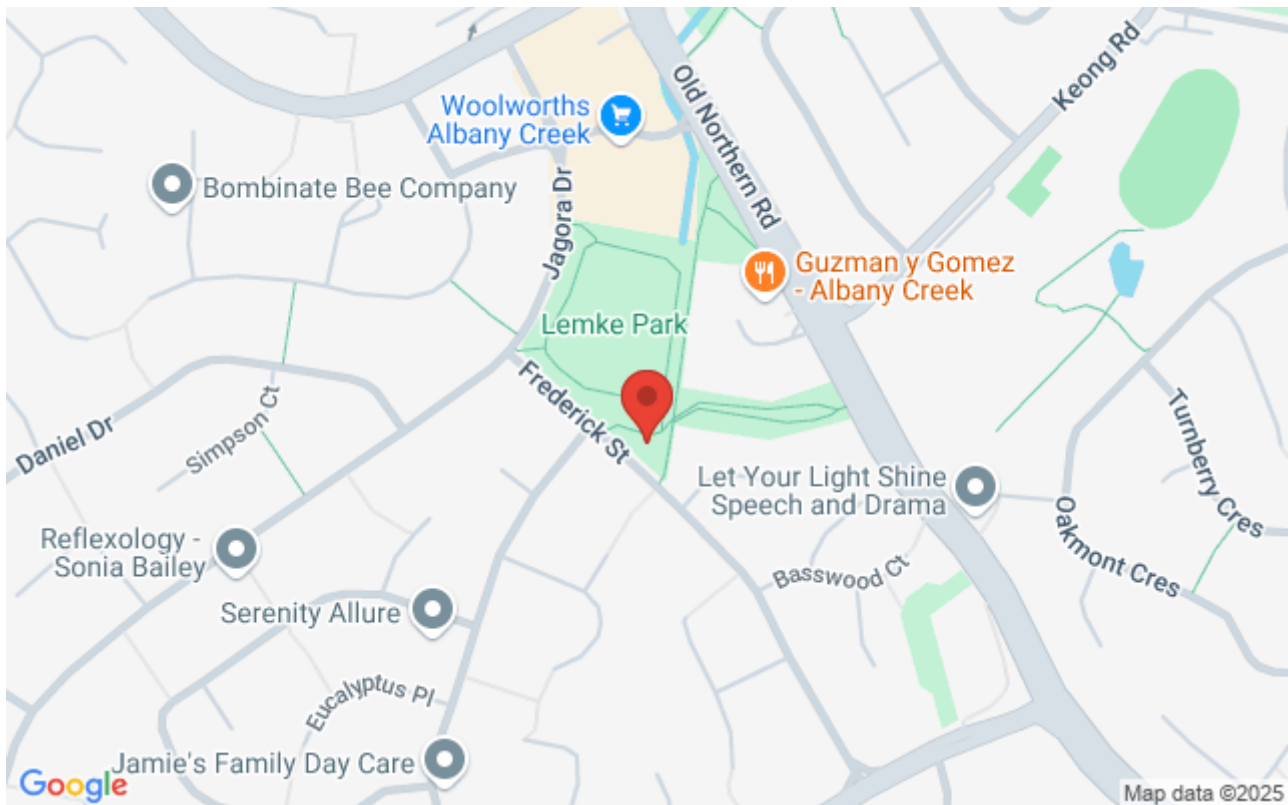 Keong Rd
Old Northern Rd
Woolworths
Albany Creek
Bombinate Bee Company
Jagora Dr
Guzman y Gomez
- Albany Creek
Lemke Park
Frederick St
Simpson Ct
Daniel Dr
Turnberry Cres
Let Your Light Shine
Speech and Drama
Oakmont Cres
Reflexology -
Sonia Bailey
Basswood Ct
Serenity Allure
Eucalyptus Pl
Jamie's Family Day Care
Google
Map data ©2025